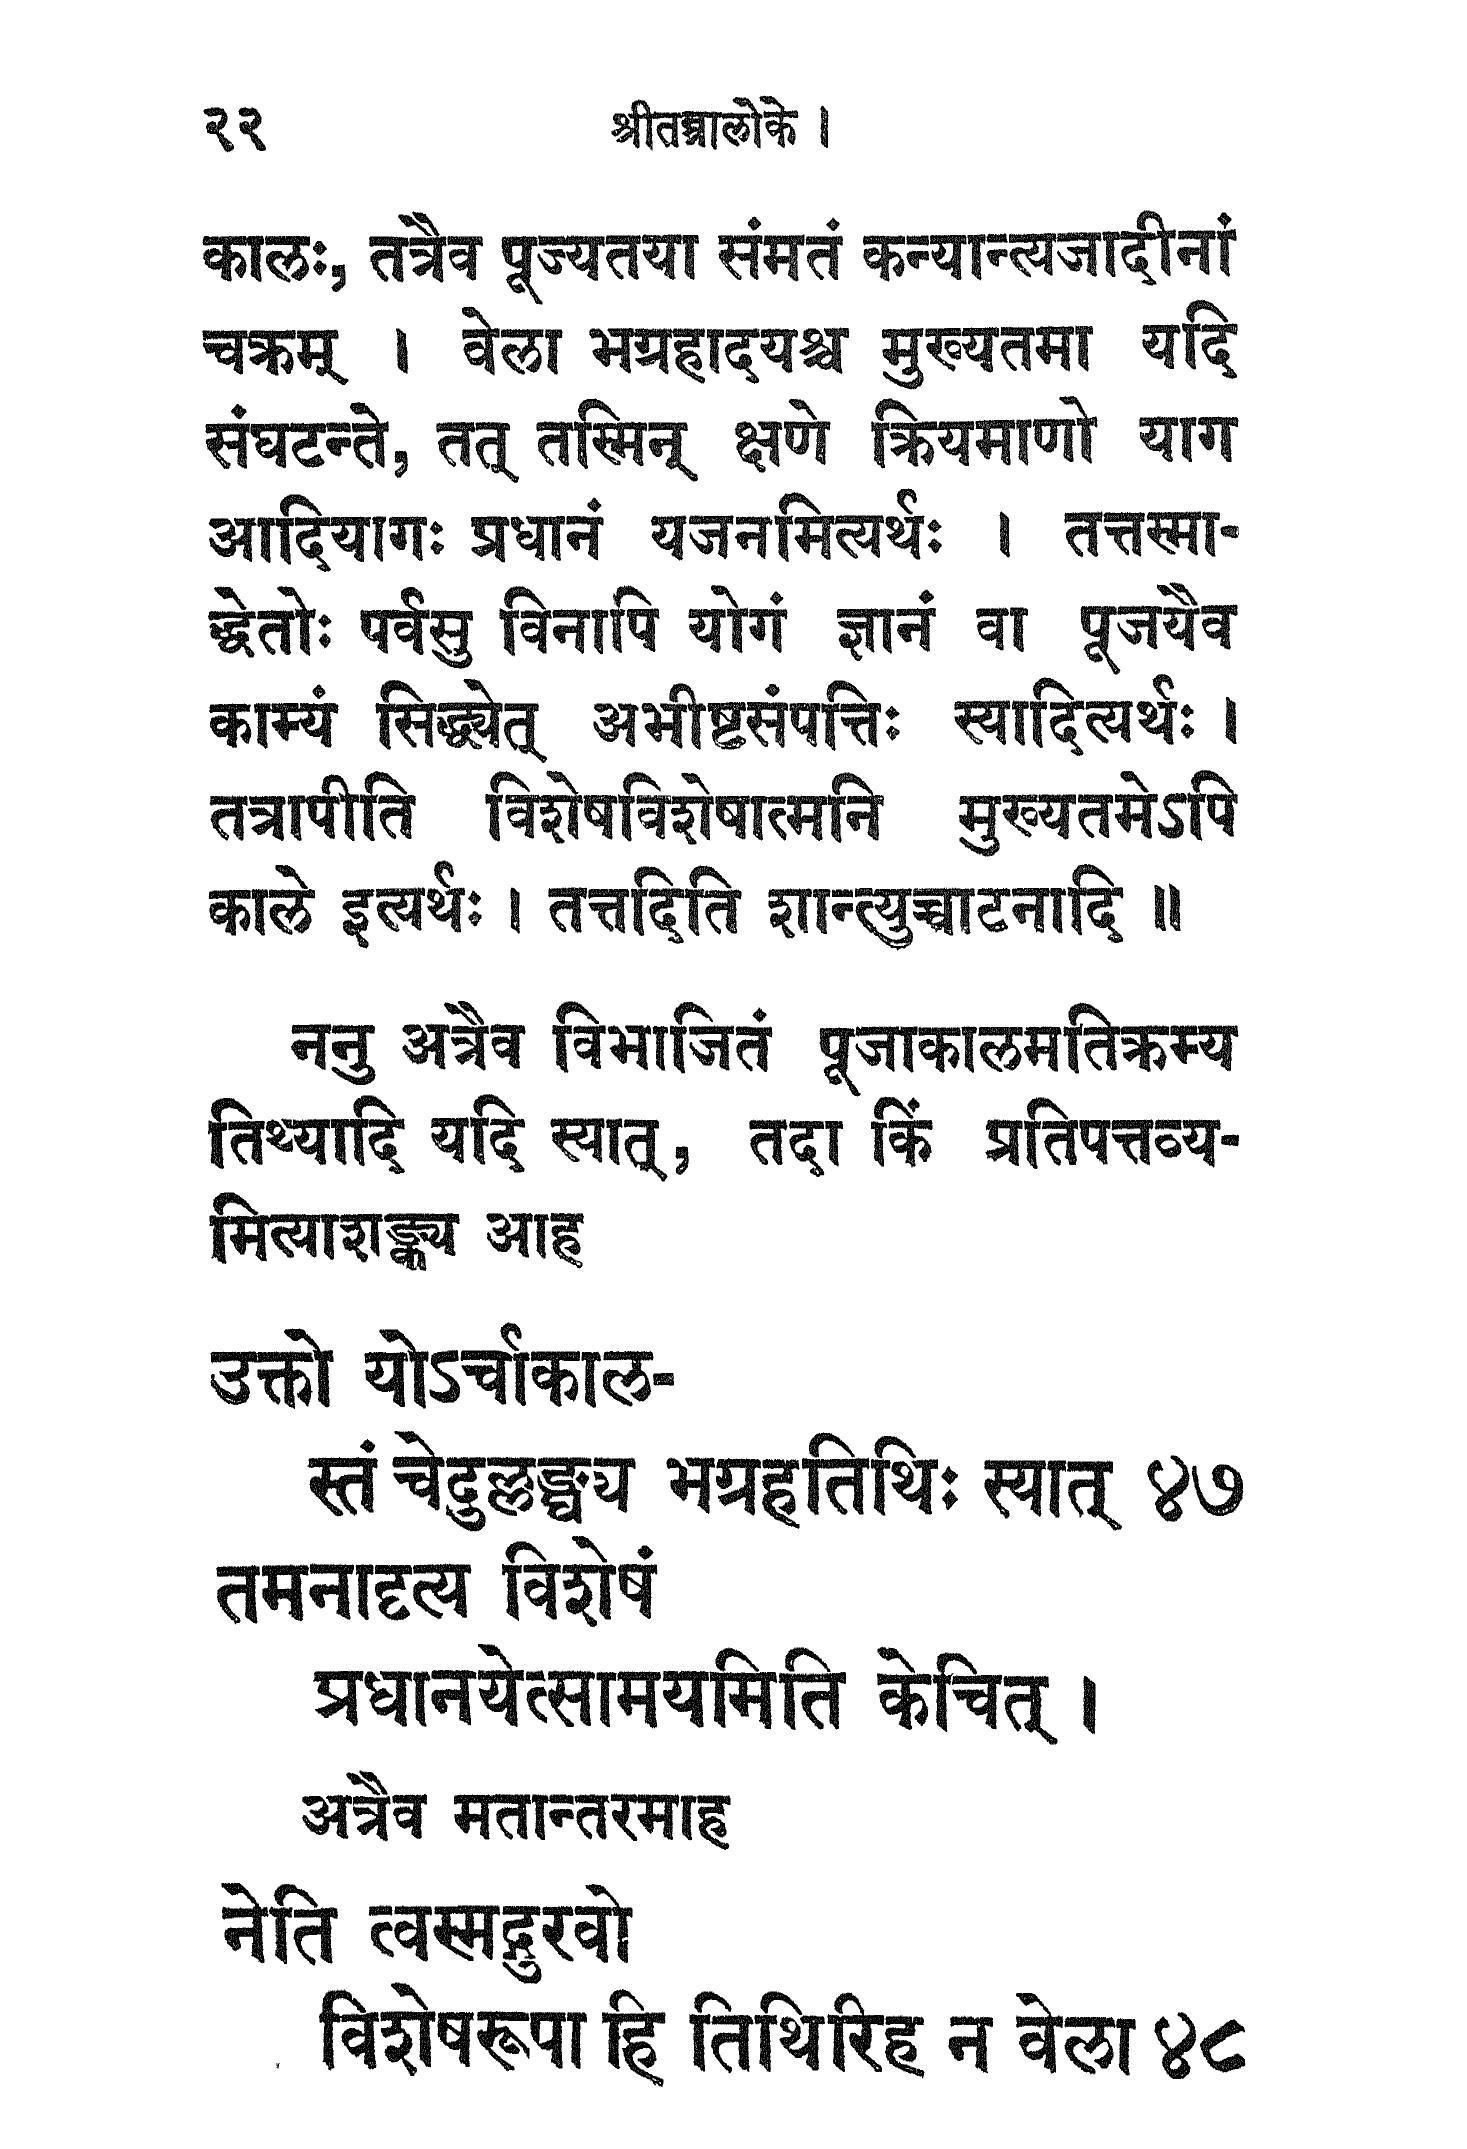 २२ श्रीतन्त्रालोके ।
कालः, तत्रैव पूज्यतया संमतं कन्यान्त्यजादीनां
चक्रम् । वेला भग्रहादयश्च मुख्यतमा यदि
संघटन्ते, तत् तस्मिन् क्षणे क्रियमाणो याग
आदियागः प्रधानं यजनमित्यर्थः । तत्तस्मा-
द्धेतोः पर्वसु विनापि योगं ज्ञानं वा पूजयैव
काम्यं सिद्ध्येत् अभीष्टसंपत्तिः स्यादित्यर्थः ।
तत्रापीति विशेषविशेषात्मनि मुख्यतमेऽपि
काले इत्यर्थः । तत्तदिति शान्त्युच्चाटनादि ॥
ननु अत्रैव विभाजितं पूजाकालमतिक्रम्य
तिथ्यादि यदि स्यात्, तदा किं प्रतिपत्तव्य-
मित्याशङ्क्य आह
उक्तो योऽर्चाकाल-
स्तं चेदुल्लङ्घ्य भग्रहतिथिः स्यात् ४७
तमनादृत्य विशेषं
प्रधानयेत्सामयमिति केचित् ।
अत्रैव मतान्तरमाह
नेति त्वस्मद्गुरवो
विशेषरूपा हि तिथिरिह न वेला ४८